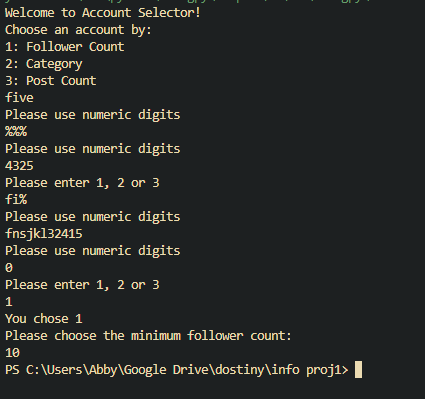 Welcome to Account Selector!
Choose an account by:
1: Follower Count
2: Category
3: Post Count
five
Please use numeric digits
%%%
Please use numeric digits
4325
Please enter 1, 2 or 3
fi%
Please use numeric digits
fnsjkl32415
Please use numeric digits
0
Please enter 1, 2 or 3
1
You chose 1
Please choose the minimum follower count:
10
PS C:\Users\Abby\Google Drive\dostiny\info proj1>